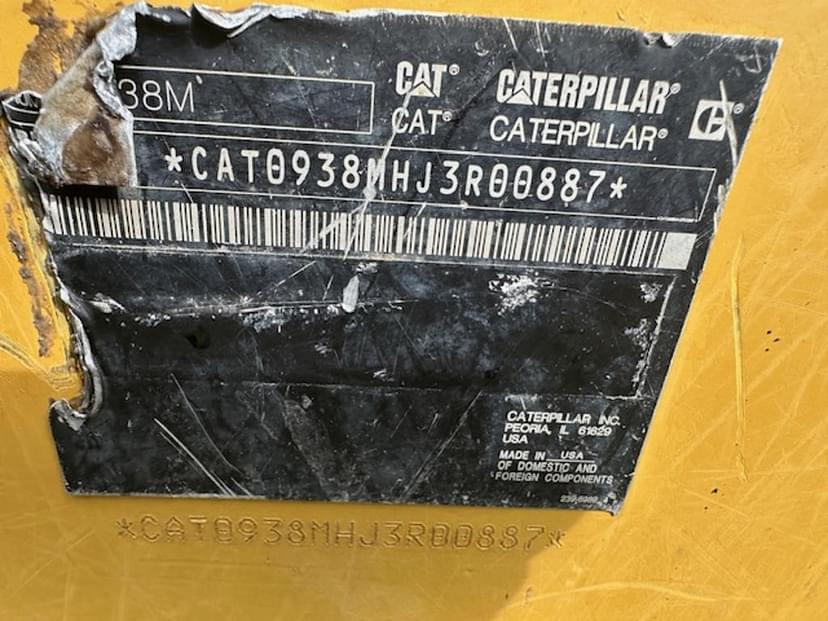 38M
CAT®
CATERPILLAR®
CAT®
CATERPILLAR®
*CAT0938MHJ3R00887*
CATERPILLAR INC.
PEORIA, IL 61629
USA
MADE IN USA
OF DOMESTIC AND
FOREIGN COMPONENTS
*CAT0938MHJ3R00887*